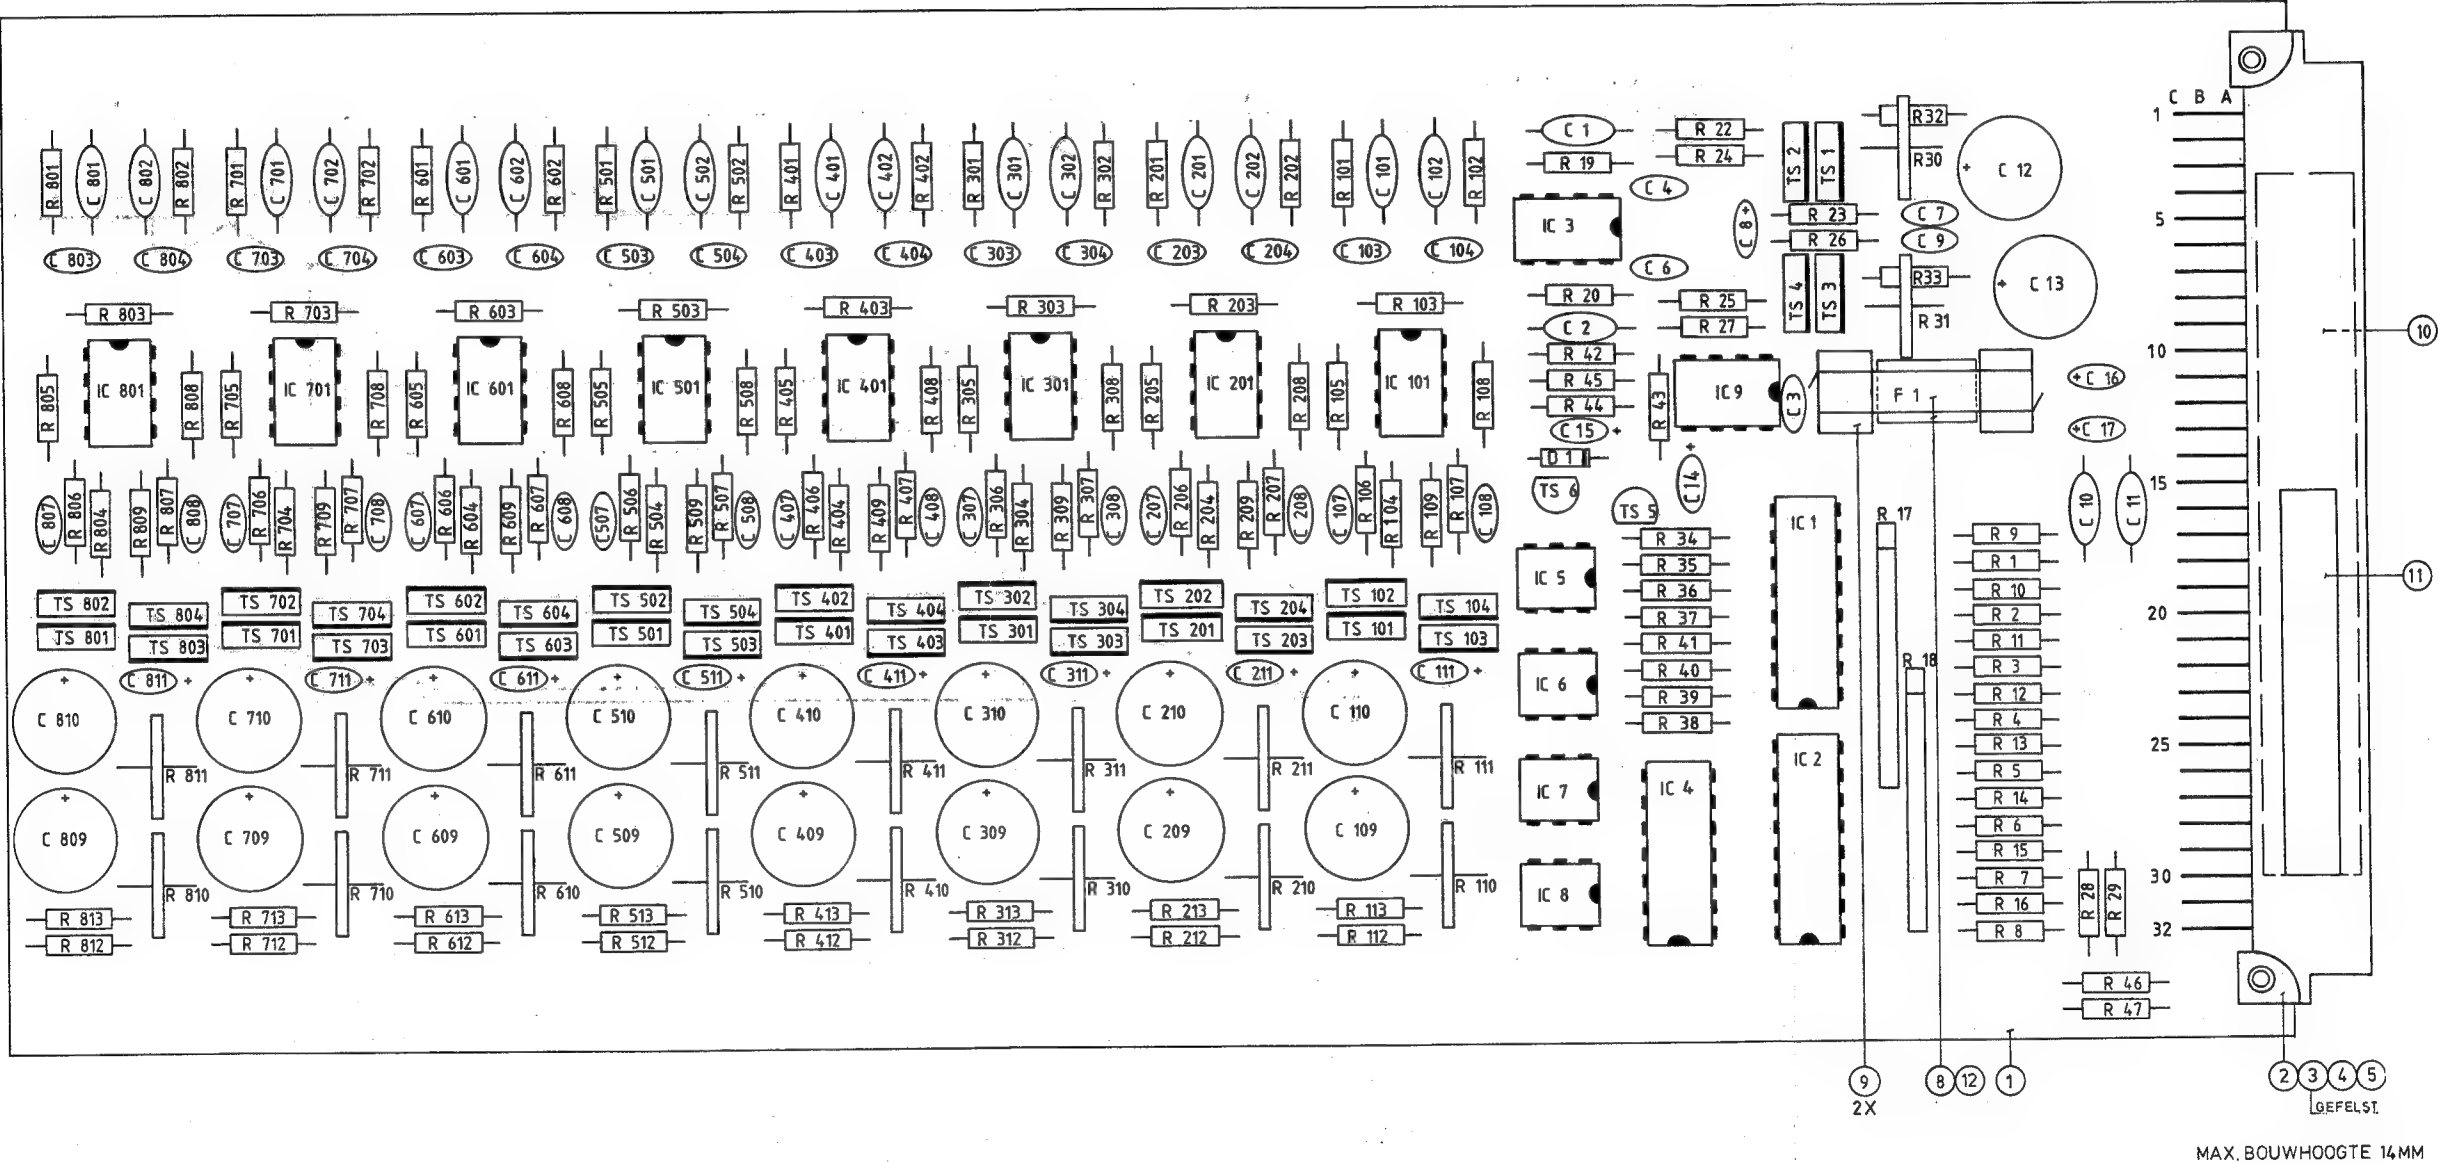 C B A
1
5
10
15
20
25
30
32
R 801 C 801 C 802 R 802 R 701 C 701 C 702 R 702 R 601 C 601 C 602 R 602 R 501 C 501 C 502 R 502 R 401 C 401 C 402 R 402 R 301 C 301 C 302 R 302 R 201 C 201 C 202 R 202 R 101 C 101 C 102 R 102
C 803 C 804 C 703 C 704 C 603 C 604 C 503 C 504 C 403 C 404 C 303 C 304 C 203 C 204 C 103 C 104
R 803 R 703 R 603 R 503 R 403 R 303 R 203 R 103
R 805 IC 801 R 808 R 705 IC 701 R 708 R 605 IC 601 R 608 R 505 IC 501 R 508 R 405 IC 401 R 408 R 305 IC 301 R 308 R 205 IC 201 R 208 R 105 IC 101 R 108
C 807 R 806 R 804 R 809 R 807 C 808 C 707 R 706 R 704 R 709 R 707 C 708 C 607 R 606 R 604 R 609 R 607 C 608 C507 R 506 R 504 R 509 R 507 C 508 C 407 R 406 R 404 R 409 R 407 C 408 C 307 R 306 R 304 R 309 R 307 C 308 C 207 R 206 R 204 R 209 R 207 C 208 C 107 R 106 R 104 R 109 R 107 C 108
TS 802 TS 804 TS 702 TS 704 TS 602 TS 604 TS 502 TS 504 TS 402 TS 404 TS 302 TS 304 TS 202 TS 204 TS 102 TS 104
TS 801 TS 803 TS 701 TS 703 TS 601 TS 603 TS 501 TS 503 TS 401 TS 403 TS 301 TS 303 TS 201 TS 203 TS 101 TS 103
C 811 + C 711 + C 611 + C 511 + C 411 + C 311 + C 211 + C 111 +
+ + + + + + + +
C 810 C 710 C 610 C 510 C 410 C 310 C 210 C 110
R 811 R 711 R 611 R 511 R 411 R 311 R 211 R 111
+ + + + + + + +
C 809 C 709 C 609 C 509 C 409 C 309 C 209 C 109
R 810 R 710 R 610 R 510 R 410 R 310 R 210 R 110
R 813 R 713 R 613 R 513 R 413 R 313 R 213 R 113
R 812 R 712 R 612 R 512 R 412 R 312 R 212 R 112
C 1
R 19
IC 3
R 20
C 2
R 42
R 45
R 44
C 15 +
D 1
TS 6
IC 5
IC 6
IC 7
IC 8
R 22
R 24
C 4
C 6
C 8 +
R 25
R 27
R 43
IC 9
C 3
+
C 14
TS 5
R 34
R 35
R 36
R 37
R 41
R 40
R 39
R 38
IC 4
TS 2
TS 1
R 23
R 26
TS 4
TS 3
R32
R30
C 7
C 9
R33
R31
+ C 12
+ C 13
F 1
+C 16
+C 17
C 10
C 11
IC 1
IC 2
R 17
R 18
R 9
R 1
R 10
R 2
R 11
R 3
R 12
R 4
R 13
R 5
R 14
R 6
R 15
R 7
R 16
R 8
R 28
R 29
R 46
R 47
10
11
9
2X
8 12 1
2 3 4 5
GEFELST.
MAX. BOUWHOOGTE 14MM